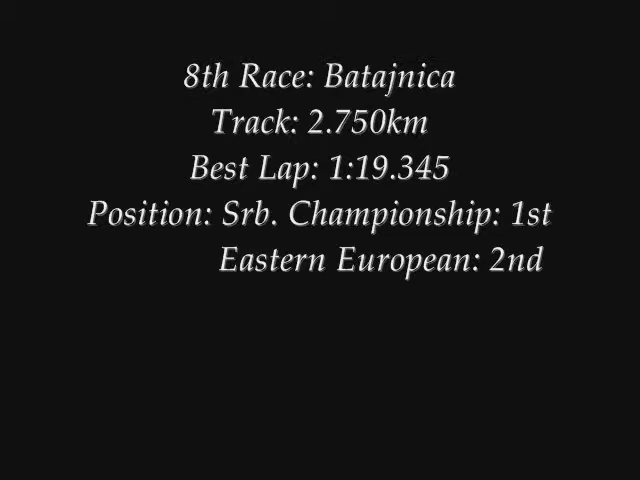 8th Race: Batajnica
Track: 2.750km
Best Lap: 1:19.345
Position: Srb. Championship: 1st
Eastern European: 2nd